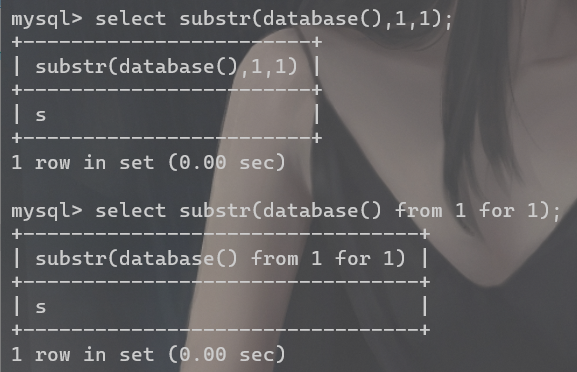 mysql> select substr(database(),1,1);
+------------------------+
| substr(database(),1,1) |
+------------------------+
| s                      |
+------------------------+
1 row in set (0.00 sec)
mysql> select substr(database() from 1 for 1);
+---------------------------------+
| substr(database() from 1 for 1) |
+---------------------------------+
| s                               |
+---------------------------------+
1 row in set (0.00 sec)